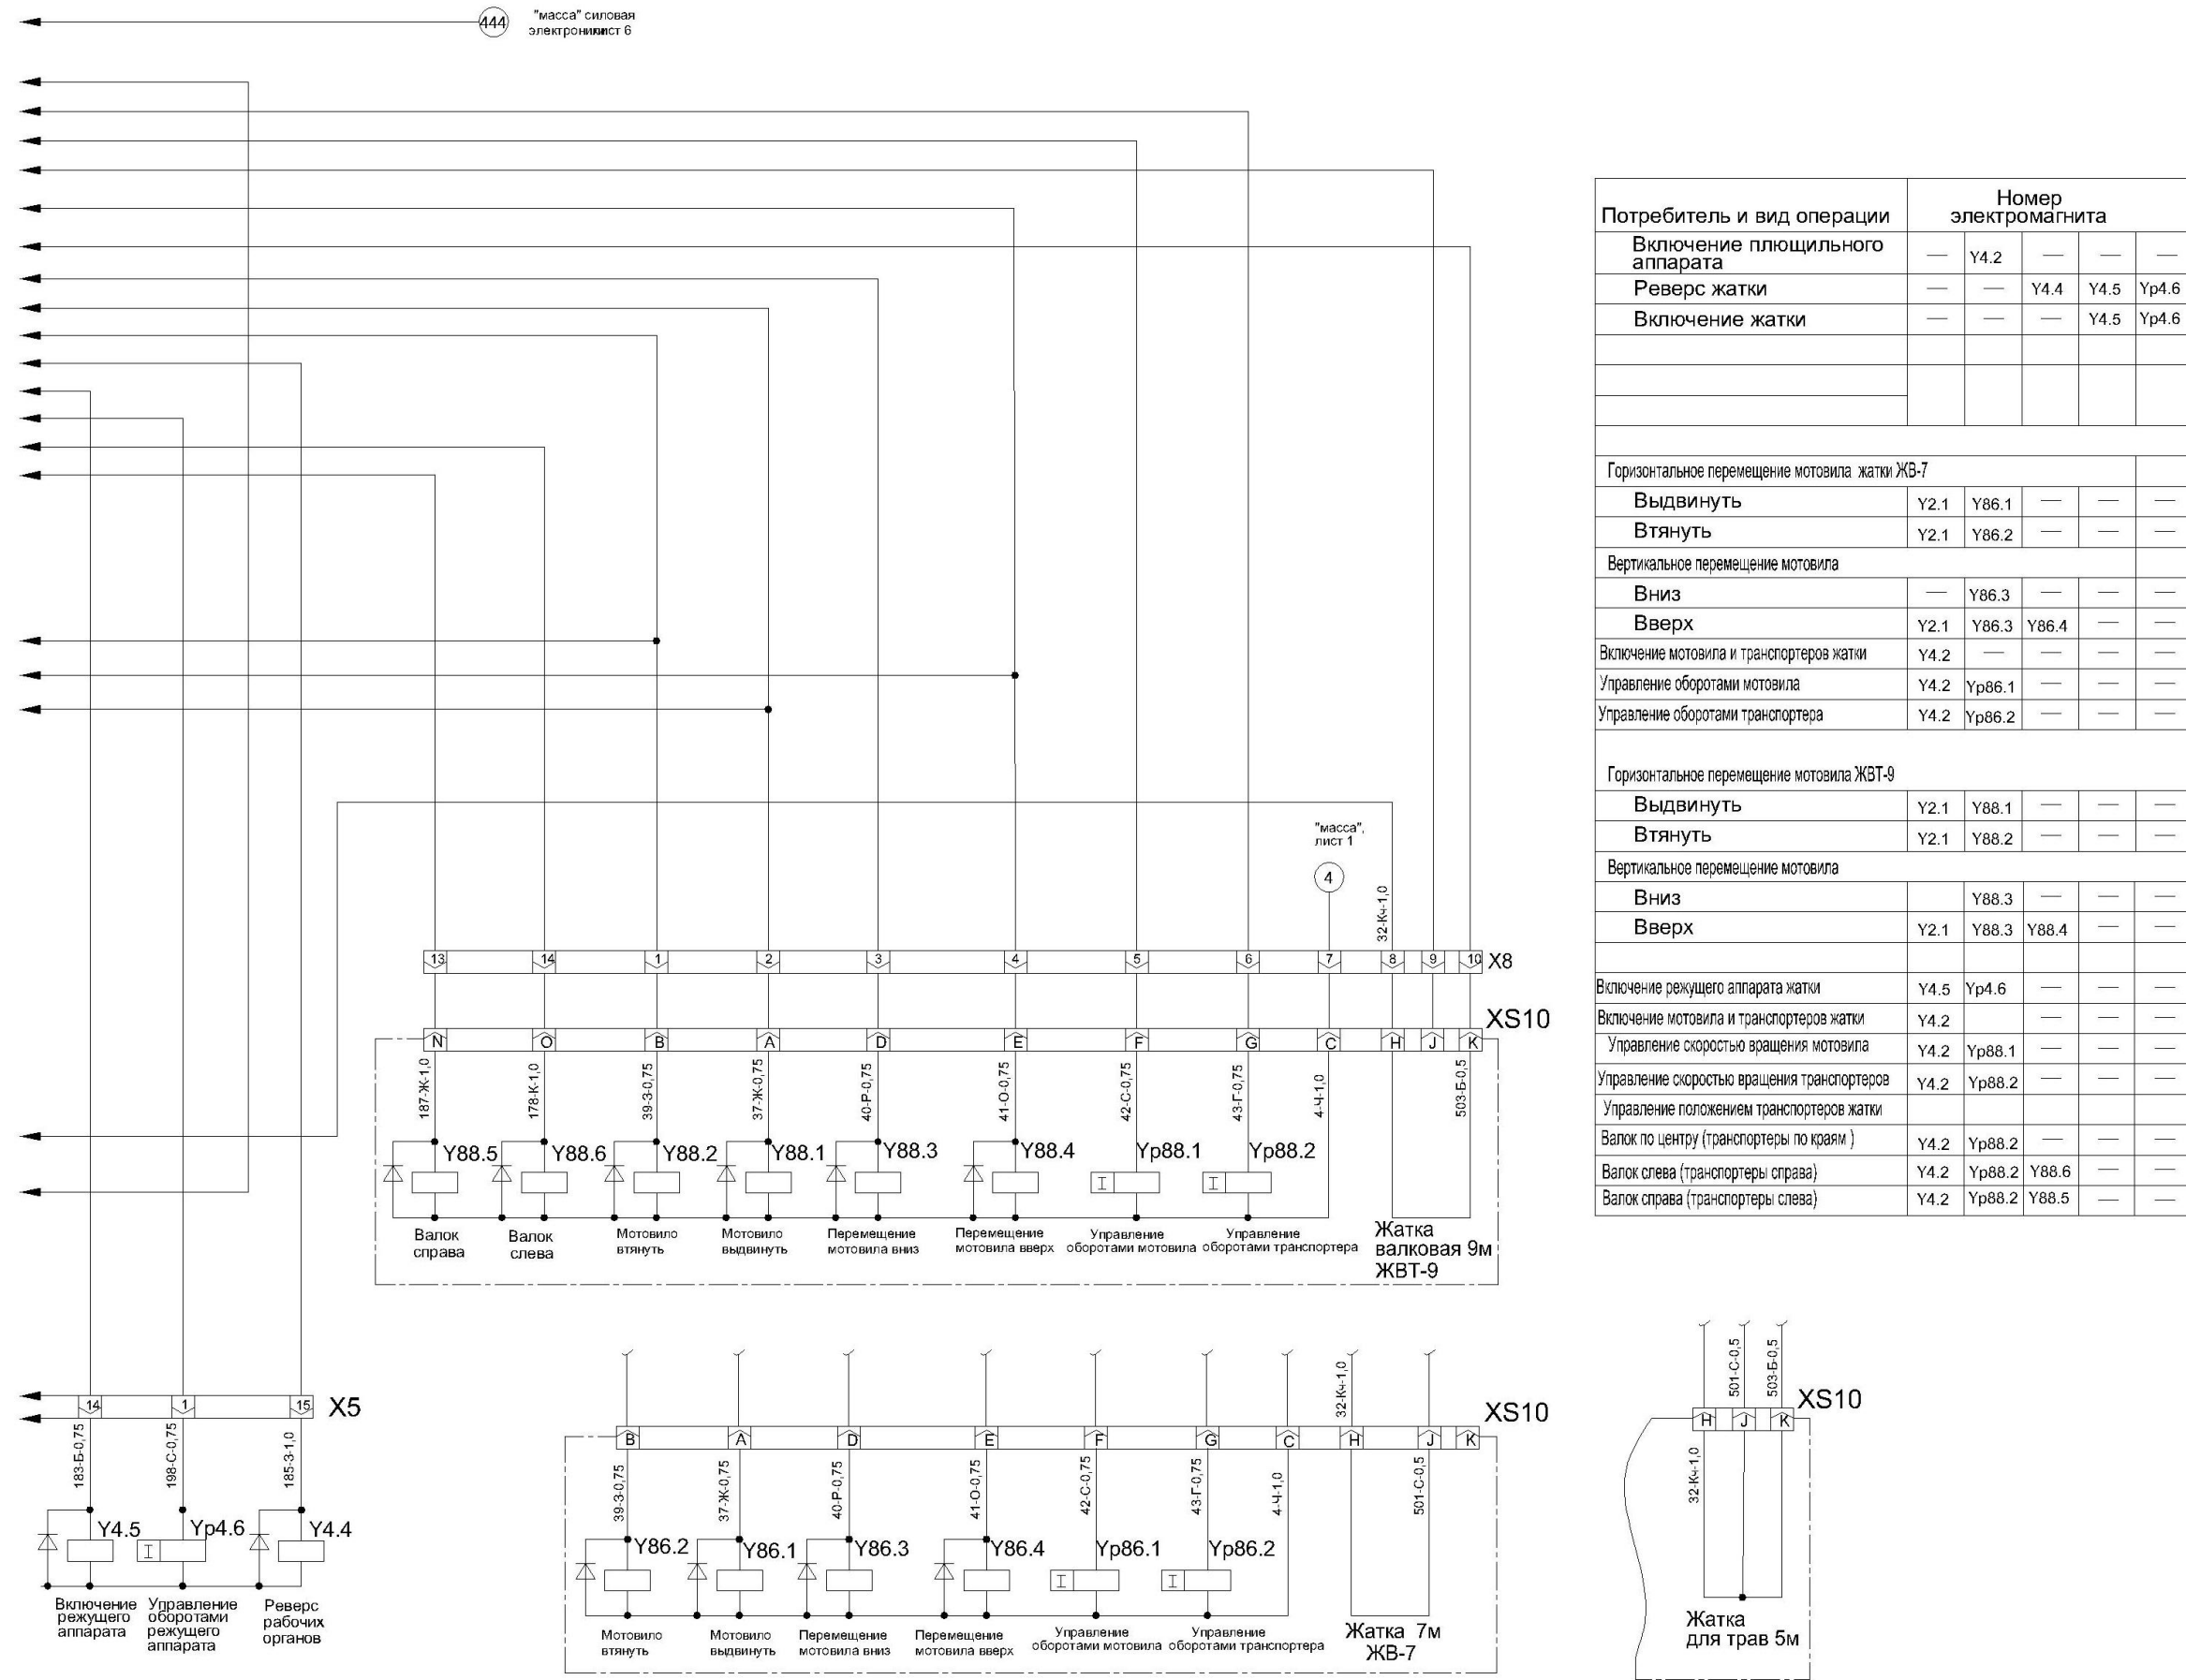 444
"масса" силовая
электроники лист 6
Потребитель и вид операции
Номер
электромагнита
Включение плющильного
аппарата
— Y4.2 — — —
Реверс жатки — — Y4.4 Y4.5 Yp4.6
Включение жатки — — — Y4.5 Yp4.6
Горизонтальное перемещение мотовила жатки ЖВ-7
Выдвинуть Y2.1 Y86.1 — — —
Втянуть Y2.1 Y86.2 — — —
Вертикальное перемещение мотовила
Вниз — Y86.3 — — —
Вверх Y2.1 Y86.3 Y86.4 — —
Включение мотовила и транспортеров жатки Y4.2 — — — —
Управление оборотами мотовила Y4.2 Yp86.1 — — —
Управление оборотами транспортера Y4.2 Yp86.2 — — —
Горизонтальное перемещение мотовила ЖВТ-9
Выдвинуть Y2.1 Y88.1 — — —
Втянуть Y2.1 Y88.2 — — —
Вертикальное перемещение мотовила
Вниз Y88.3 — — —
Вверх Y2.1 Y88.3 Y88.4 — —
Включение режущего аппарата жатки Y4.5 Yp4.6 — — —
Включение мотовила и транспортеров жатки Y4.2 — — —
Управление скоростью вращения мотовила Y4.2 Yp88.1 — — —
Управление скоростью вращения транспортеров Y4.2 Yp88.2 — — —
Управление положением транспортеров жатки
Валок по центру (транспортеры по краям ) Y4.2 Yp88.2 — — —
Валок слева (транспортеры справа) Y4.2 Yp88.2 Y88.6 — —
Валок справа (транспортеры слева) Y4.2 Yp88.2 Y88.5 — —
"масса",
лист 1
4
32-Кч-1,0
13 14 1 2 3 4 5 6 7 8 9 10 X8
XS10
N O B A D E F G C H J K
187-Ж-1,0
178-К-1,0
39-З-0,75
37-Ж-0,75
40-Р-0,75
41-О-0,75
42-С-0,75
43-Г-0,75
4-Ч-1,0
503-Б-0,5
Y88.5 Y88.6 Y88.2 Y88.1 Y88.3 Y88.4 Yp88.1 Yp88.2
I I
Валок
справа
Валок
слева
Мотовило
втянуть
Мотовило
выдвинуть
Перемещение
мотовила вниз
Перемещение
мотовила вверх
Управление
оборотами мотовила
Управление
оборотами транспортера
Жатка
валковая 9м
ЖВТ-9
14 1 15 X5
183-Б-0,75
198-С-0,75
185-З-1,0
Y4.5 Yp4.6 Y4.4
I
Включение
режущего
аппарата
Управление
оборотами
режущего
аппарата
Реверс
рабочих
органов
32-Кч-1,0
XS10
B A D E F G C H J K
39-З-0,75
37-Ж-0,75
40-Р-0,75
41-О-0,75
42-С-0,75
43-Г-0,75
4-Ч-1,0
501-С-0,5
Y86.2 Y86.1 Y86.3 Y86.4 Yp86.1 Yp86.2
I I
Мотовило
втянуть
Мотовило
выдвинуть
Перемещение
мотовила вниз
Перемещение
мотовила вверх
Управление
оборотами мотовила
Управление
оборотами транспортера
Жатка 7м
ЖВ-7
501-С-0,5
503-Б-0,5
XS10
H J K
32-Кч-1,0
Жатка
для трав 5м